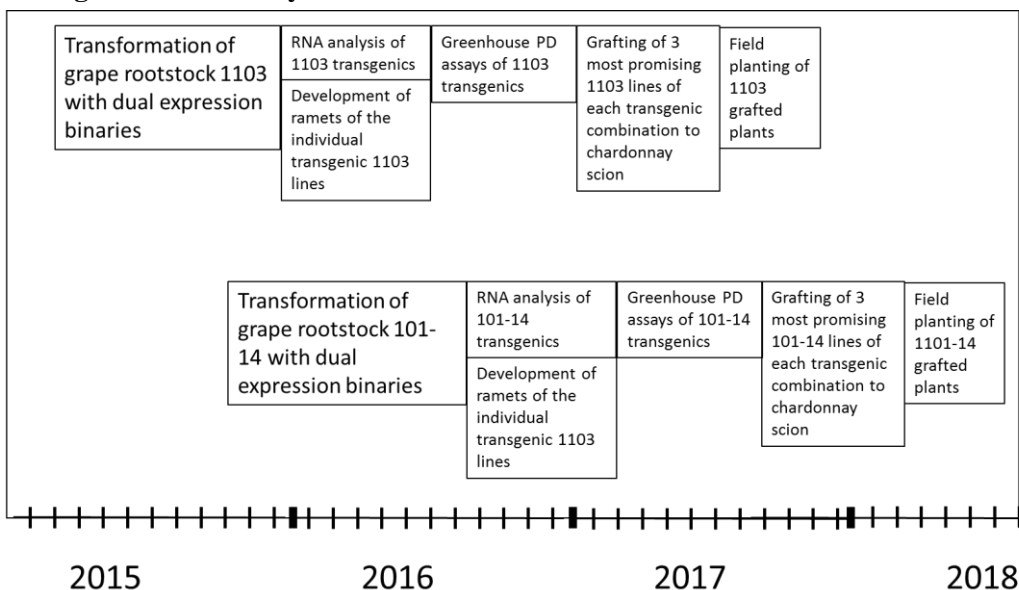 Transformation of
grape rootstock 1103
with dual expression
binaries
RNA analysis of
1103 transgenics
Development of
ramets of the
individual
transgenic 1103
lines
Greenhouse PD
assays of 1103
transgenics
Grafting of 3
most promising
1103 lines of
each transgenic
combination to
chardonnay
scion
Field
planting of
1103
grafted
plants
Transformation of
grape rootstock 101-
14 with dual
expression binaries
RNA analysis of
101-14
transgenics
Development of
ramets of the
individual
transgenic 1103
lines
Greenhouse PD
assays of 101-14
transgenics
Grafting of 3
most promising
101-14 lines of
each transgenic
combination to
chardonnay
scion
Field
planting of
1101-14
grafted
plants
2015 2016 2017 2018